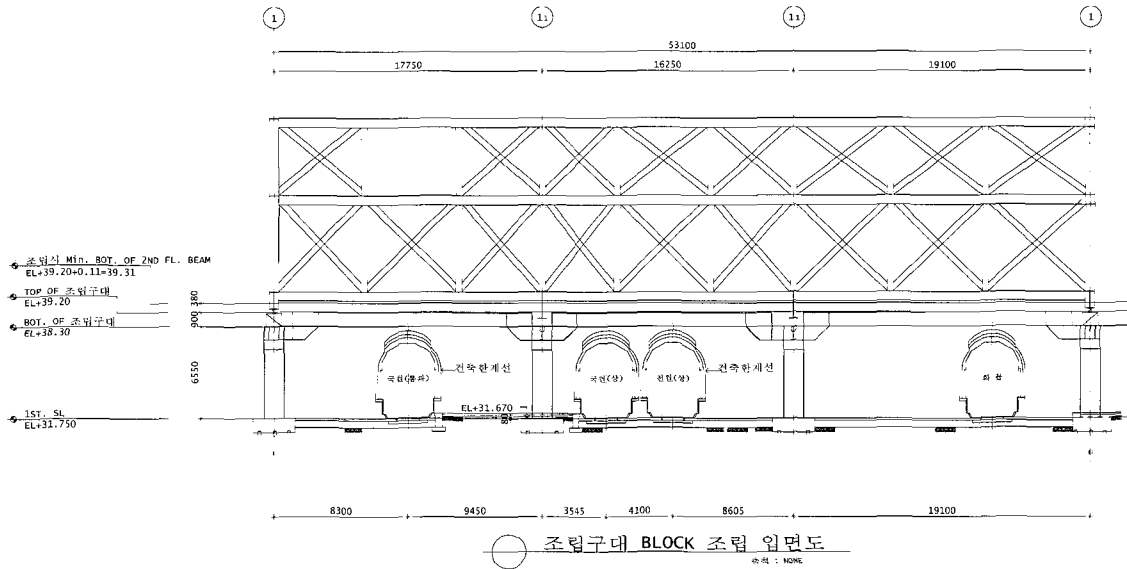 1
11
11
1
53100
17750
16250
19100
조립시 Min. BOT. OF 2ND FL. BEAM
EL+39.20+0.11=39.31
TOP OF 조립구대
EL+39.20
BOT. OF 조립구대
EL+38.30
380
900
6550
국철(통과)
건축한계선
국철(상)
전철(상)
건축한계선
화물
EL+31.670
80
1ST. SL
EL+31.750
8300
9450
3545
4100
8605
19100
조립구대 BLOCK 조립 입면도
축척 : NONE